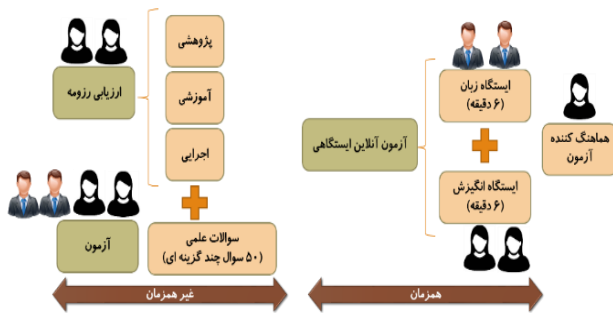 پژوهشی
ارزیابی رزومه
آموزشی
اجرایی
آزمون
سوالات علمی
(۵۰ سوال چند گزینه ای)
غیر همزمان
ایستگاه زبان
(۶ دقیقه)
آزمون آنلاین ایستگاهی
هماهنگ کننده
آزمون
ایستگاه انگیزش
(۶ دقیقه)
همزمان